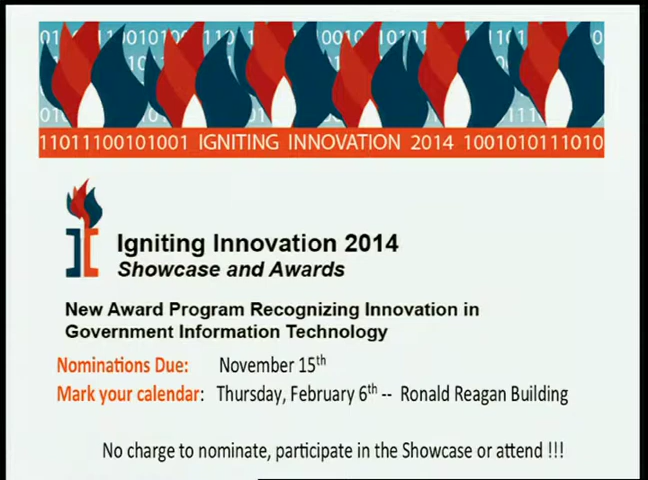 11011100101001 IGNITING INNOVATION 2014 10010101110110
Igniting Innovation 2014
Showcase and Awards
New Award Program Recognizing Innovation in
Government Information Technology
Nominations Due: November 15th
Mark your calendar: Thursday, February 6th -- Ronald Reagan Building
No charge to nominate, participate in the Showcase or attend !!!